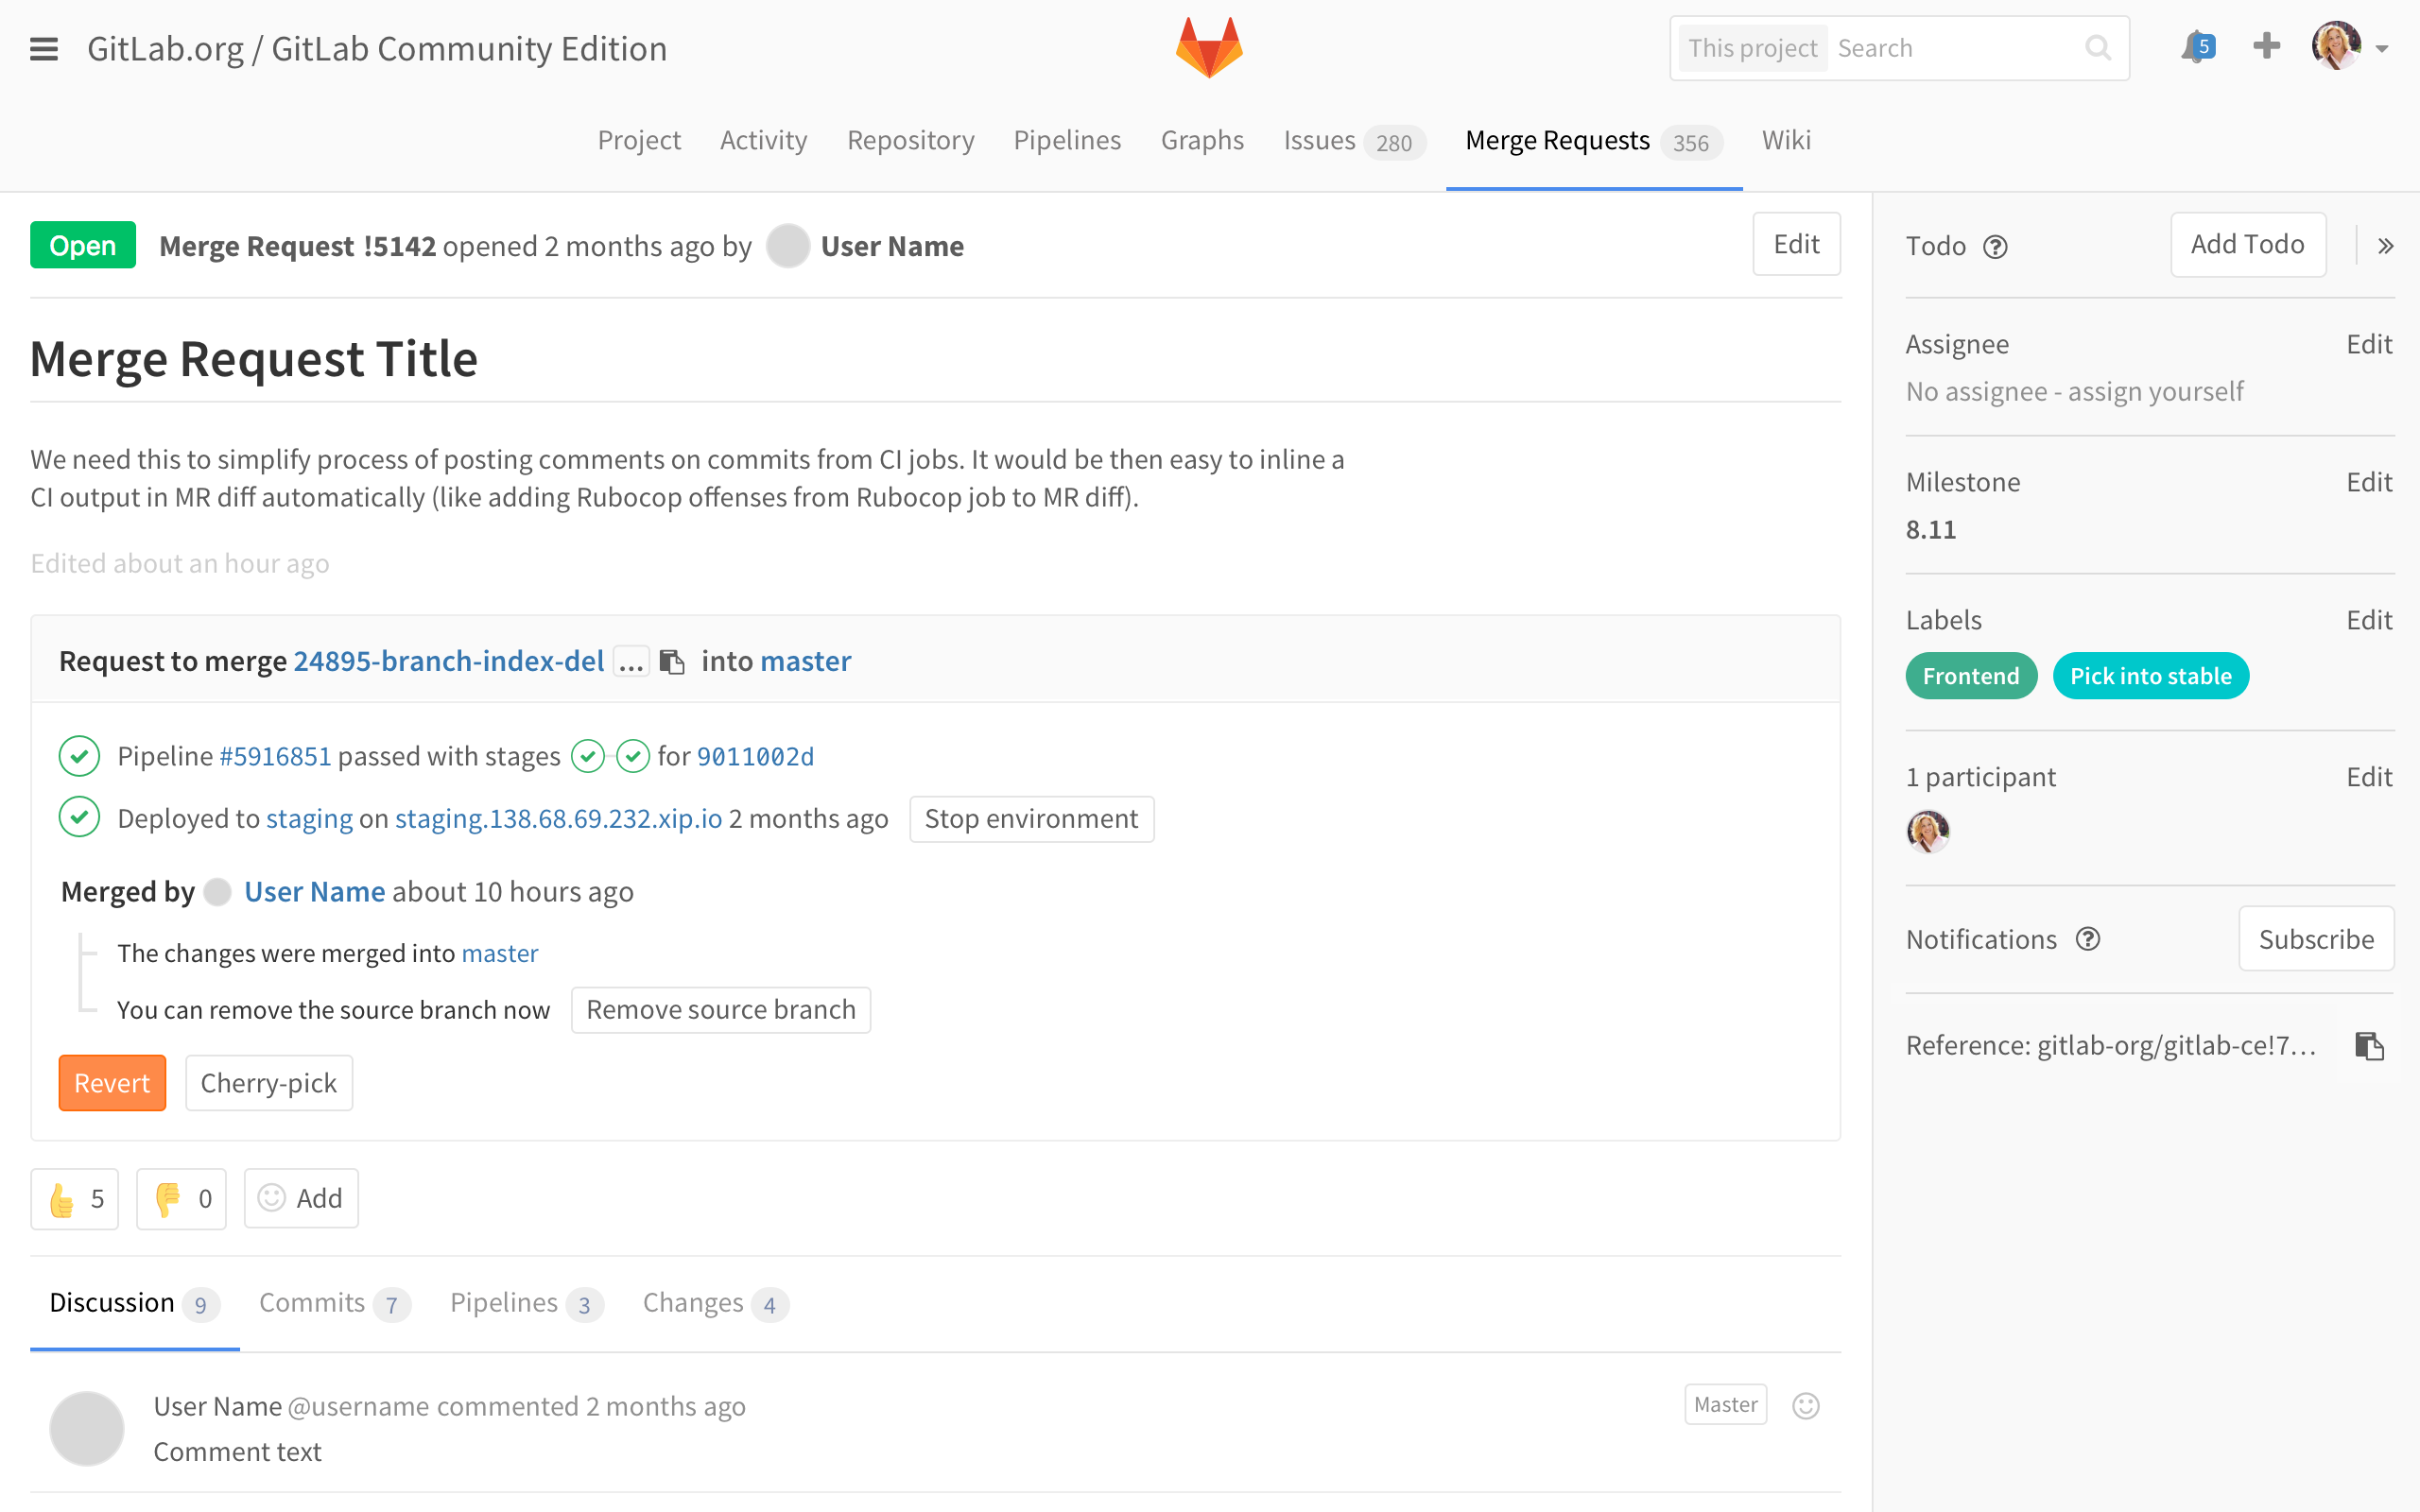 GitLab.org / GitLab Community Edition
This project Search
5
Project Activity Repository Pipelines Graphs Issues 280 Merge Requests 356 Wiki
Open Merge Request !5142 opened 2 months ago by User Name Edit
Merge Request Title
We need this to simplify process of posting comments on commits from CI jobs. It would be then easy to inline a
CI output in MR diff automatically (like adding Rubocop offenses from Rubocop job to MR diff).
Edited about an hour ago
Request to merge 24895-branch-index-del ... into master
Pipeline #5916851 passed with stages for 9011002d
Deployed to staging on staging.138.68.69.232.xip.io 2 months ago Stop environment
Merged by User Name about 10 hours ago
The changes were merged into master
You can remove the source branch now Remove source branch
Revert Cherry-pick
5 0 Add
Discussion 9 Commits 7 Pipelines 3 Changes 4
User Name @username commented 2 months ago Master
Comment text
Todo Add Todo »
Assignee Edit
No assignee - assign yourself
Milestone Edit
8.11
Labels Edit
Frontend Pick into stable
1 participant Edit
Notifications Subscribe
Reference: gitlab-org/gitlab-ce!7...